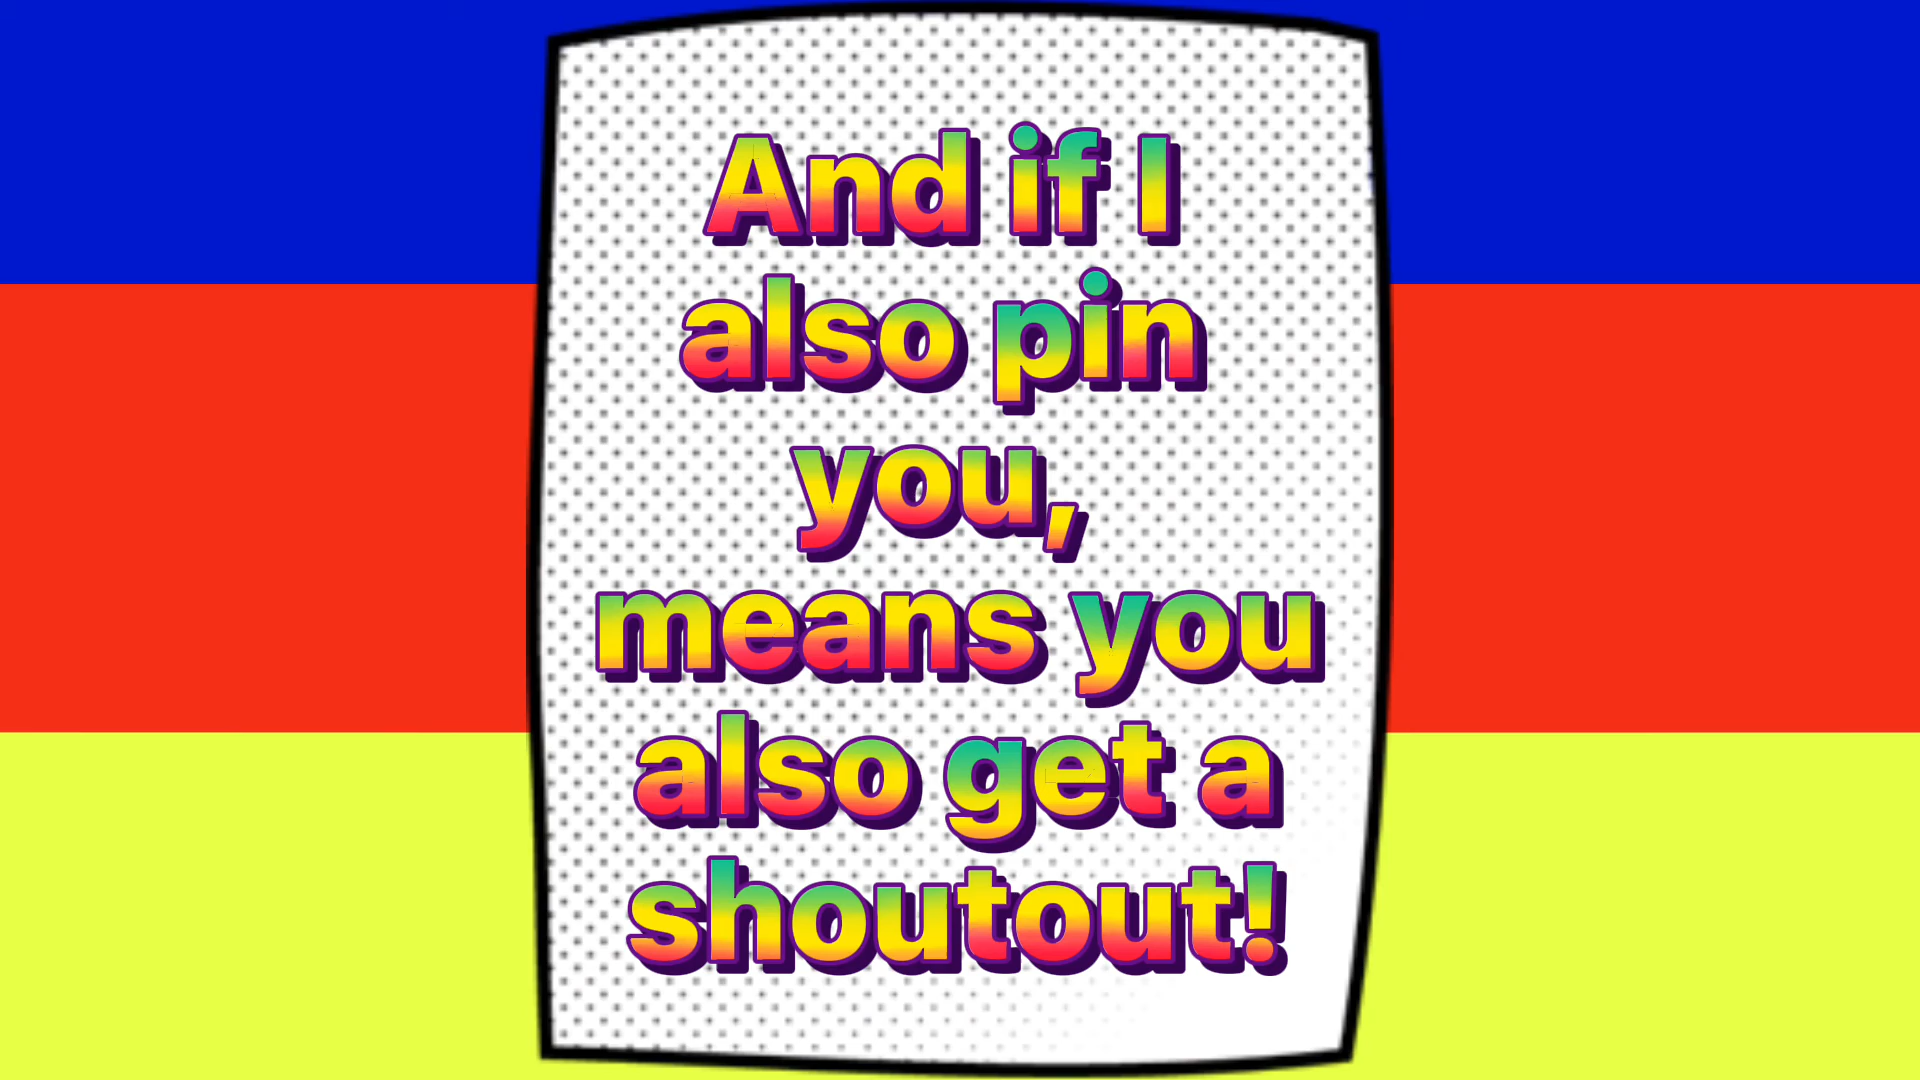 And if I
also pin
you,
means you
also get a
shoutout!